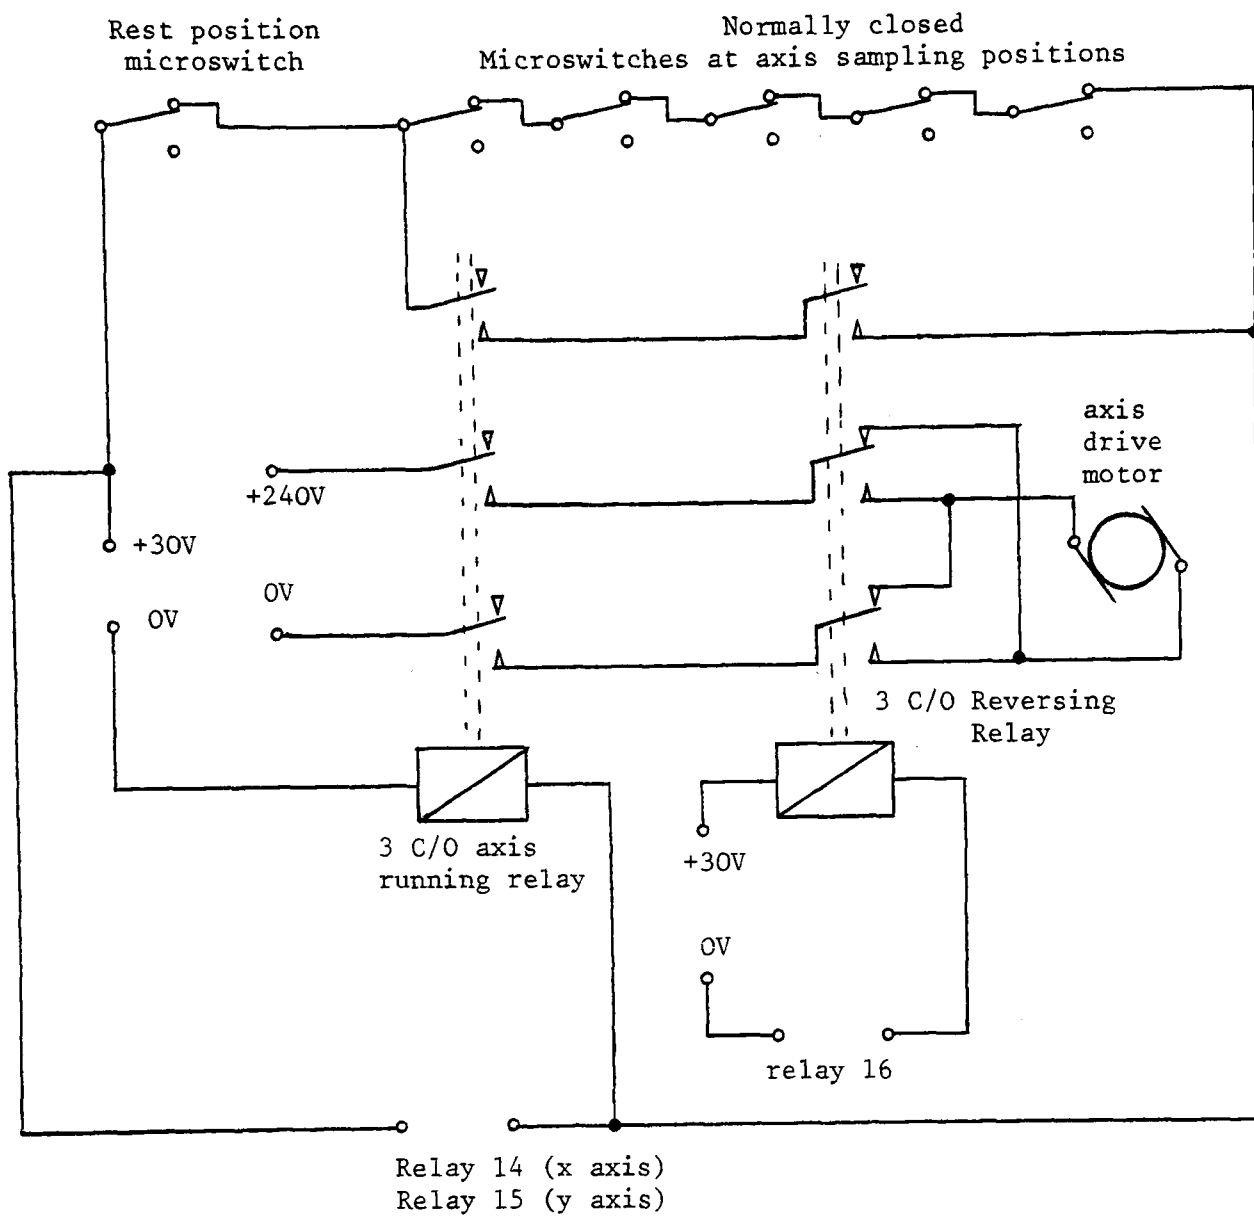 Rest position
microswitch
Normally closed
Microswitches at axis sampling positions
axis
drive
motor
+240V
+30V
0V
0V
3 C/O Reversing
Relay
3 C/O axis
running relay
+30V
0V
relay 16
Relay 14 (x axis)
Relay 15 (y axis)